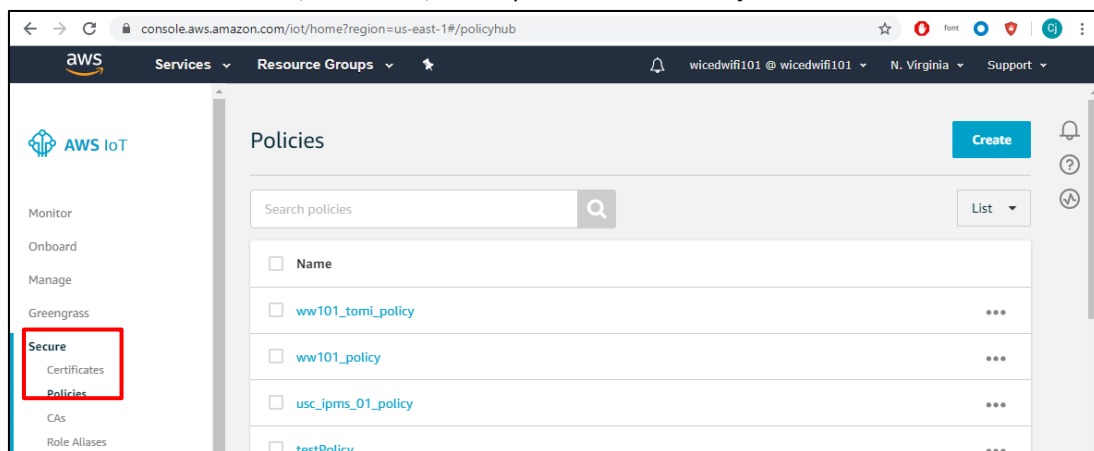 console.aws.amazon.com/iot/home?region=us-east-1#/policyhub
font
Cj
aws Services Resource Groups wicedwifi101 @ wicedwifi101 N. Virginia Support
AWS IoT
Policies
Create
Search policies
List
Monitor
Onboard
Manage
Greengrass
Secure
Certificates
Policies
CAs
Role Aliases
Name
ww101_tomi_policy
ww101_policy
usc_ipms_01_policy
testPolicy